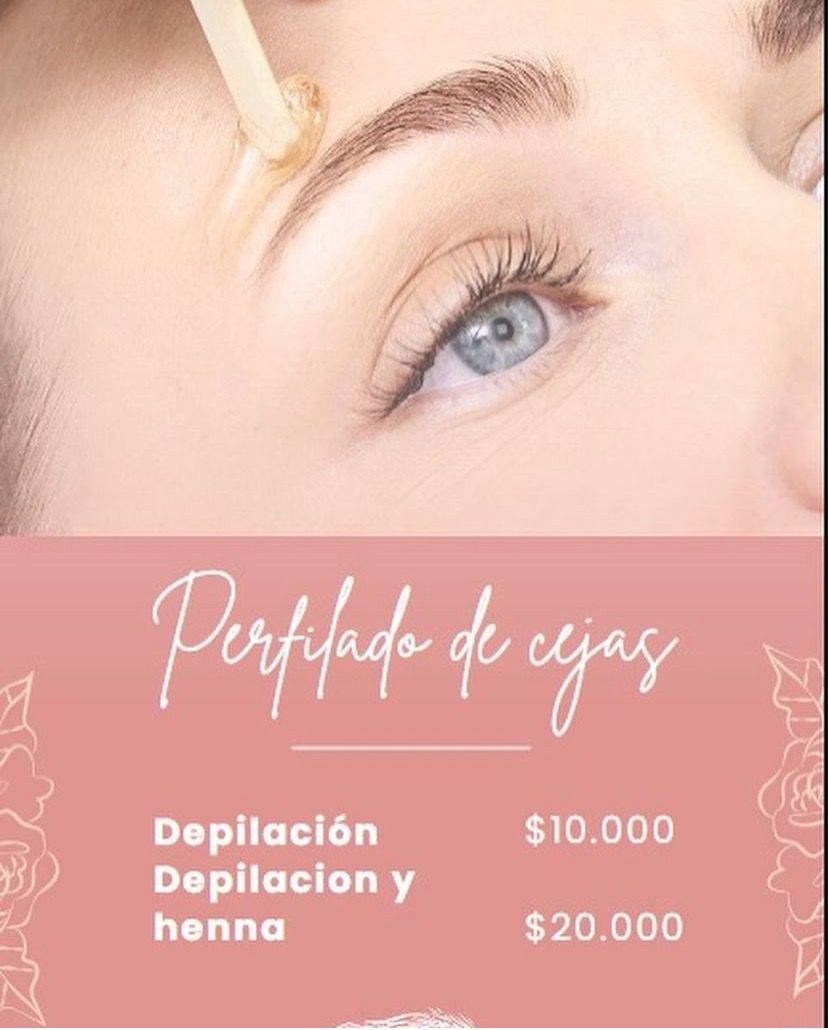 Perfilado de cejas
Depilación $10.000
Depilacion y
henna $20.000